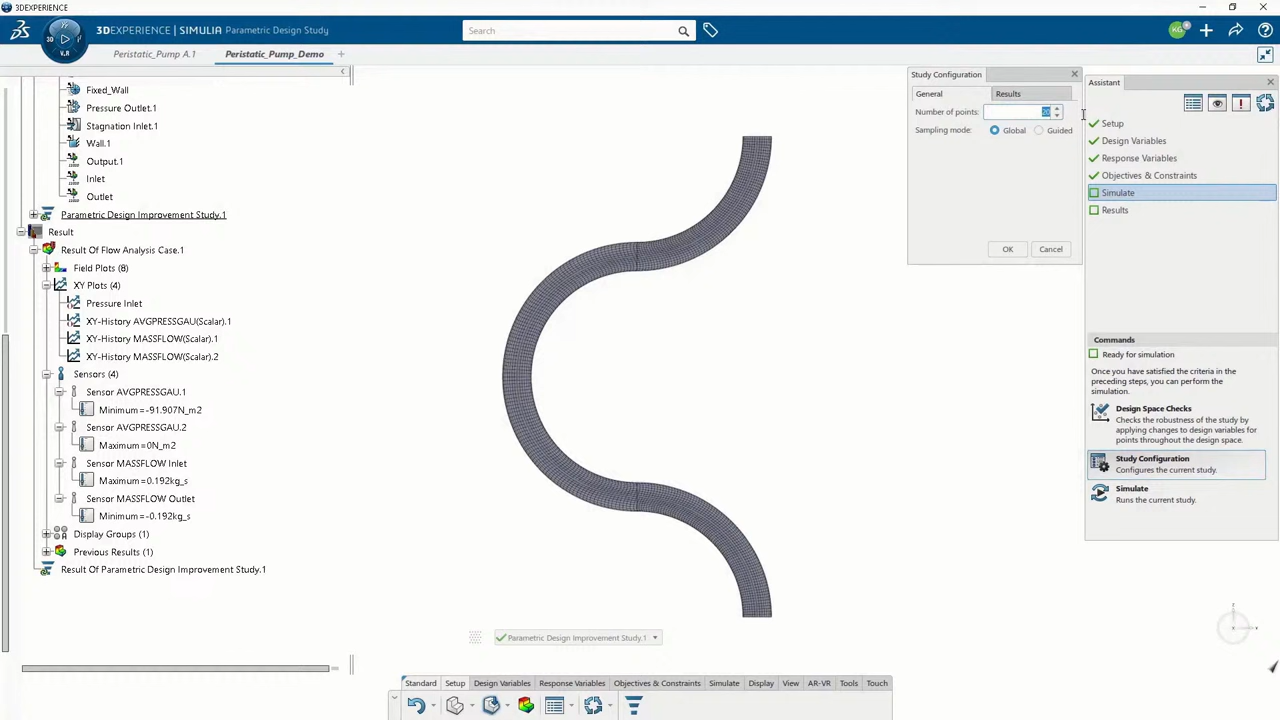 3DEXPERIENCE
3DEXPERIENCE | SIMULIA Parametric Design Study
Search
KG
3D
V.R
Peristatic_Pump A.1
Peristatic_Pump_Demo
Fixed_Wall
Pressure Outlet.1
Stagnation Inlet.1
Wall.1
Output.1
Inlet
Outlet
Parametric Design Improvement Study.1
Result
Result Of Flow Analysis Case.1
Field Plots (8)
XY Plots (4)
Pressure Inlet
XY-History AVGPRESSGAU(Scalar).1
XY-History MASSFLOW(Scalar).1
XY-History MASSFLOW(Scalar).2
Sensors (4)
Sensor AVGPRESSGAU.1
Minimum=-91.907N_m2
Sensor AVGPRESSGAU.2
Maximum=0N_m2
Sensor MASSFLOW Inlet
Maximum=0.192kg_s
Sensor MASSFLOW Outlet
Minimum=-0.192kg_s
Display Groups (1)
Previous Results (1)
Result Of Parametric Design Improvement Study.1
Study Configuration
General
Results
Number of points:
20
Sampling mode:
Global
Guided
OK
Cancel
Assistant
Setup
Design Variables
Response Variables
Objectives & Constraints
Simulate
Results
Commands
Ready for simulation
Once you have satisfied the criteria in the
preceding steps, you can perform the
simulation.
Design Space Checks
Checks the robustness of the study by
applying changes to design variables for
points throughout the design space.
Study Configuration
Configures the current study.
Simulate
Runs the current study.
Parametric Design Improvement Study.1
Standard
Setup
Design Variables
Response Variables
Objectives & Constraints
Simulate
Display
View
AR-VR
Tools
Touch